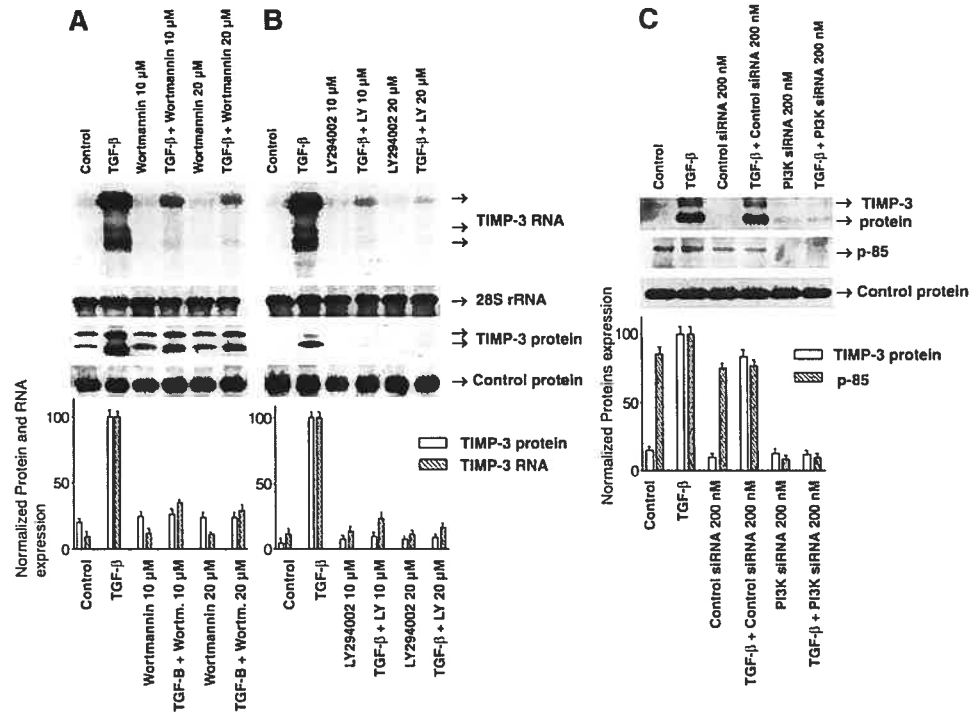 A
B
C
Control
TGF-β
Wortmannin 10 μM
TGF-β + Wortmannin 10 μM
Wortmannin 20 μM
TGF-β + Wortmannin 20 μM
Control
TGF-β
LY294002 10 μM
TGF-β + LY 10 μM
LY294002 20 μM
TGF-β + LY 20 μM
→
→ TIMP-3 RNA
→
→ 28S rRNA
→ TIMP-3 protein
→
→ Control protein
Normalized Protein and RNA
expression
100
50
0
100
50
0
TIMP-3 protein
TIMP-3 RNA
Control
TGF-β
Wortmannin 10 μM
TGF-B + Wortm. 10 μM
Wortmannin 20 μM
TGF-B + Wortm. 20 μM
Control
TGF-β
LY294002 10 μM
TGF-β + LY 10 μM
LY294002 20 μM
TGF-β + LY 20 μM
Control
TGF-β
Control siRNA 200 nM
TGF-β + Control siRNA 200 nM
PI3K siRNA 200 nM
TGF-β + PI3K siRNA 200 nM
→ TIMP-3
→ protein
→ p-85
→ Control protein
Normalized Proteins expression
100
50
0
TIMP-3 protein
p-85
Control
TGF-β
Control siRNA 200 nM
TGF-β + Control siRNA 200 nM
PI3K siRNA 200 nM
TGF-β + PI3K siRNA 200 nM